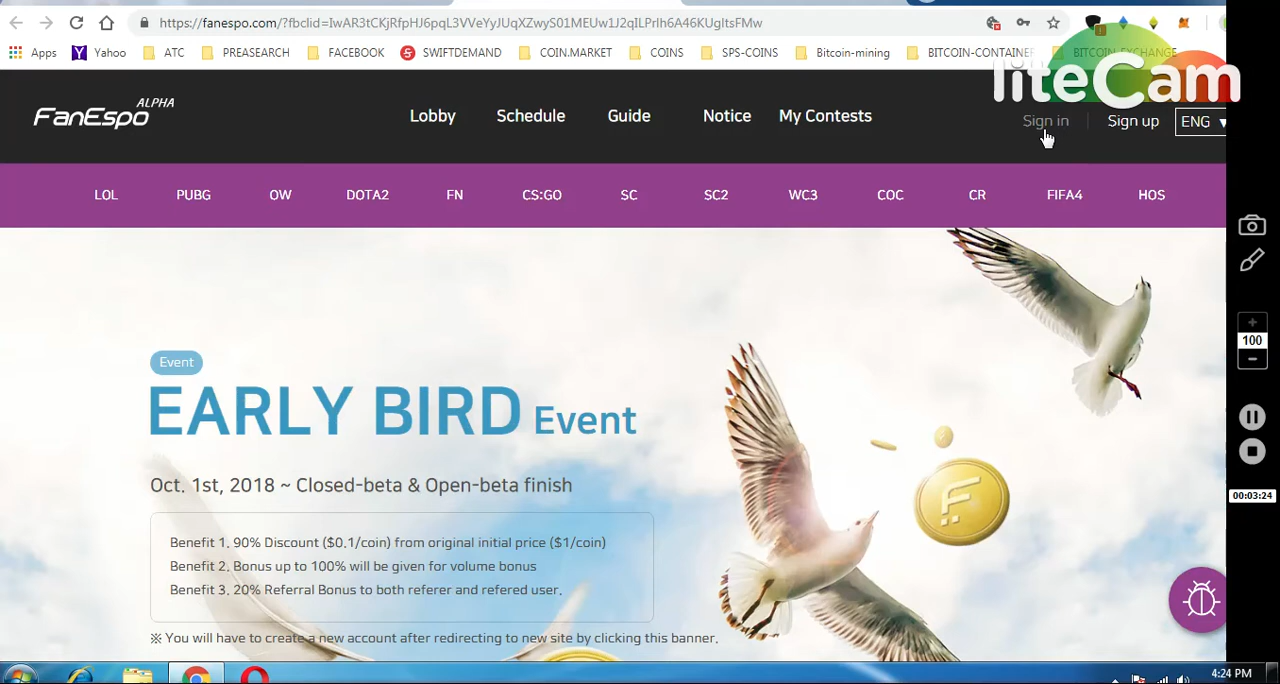 https://fanespo.com/?fbclid=IwAR3tCKjRfpHJ6pqL3VVeYyJUqXZwyS01MEUw1J2qILPrlh6A46KUgltsFMw
Apps Yahoo ATC PREASEARCH FACEBOOK SWIFTDEMAND COIN.MARKET COINS SPS-COINS Bitcoin-mining BITCOIN-CONTAINER BITCOIN-EXCHANGE
liteCam
FanEspo ALPHA
Lobby Schedule Guide Notice My Contests Sign in Sign up ENG
LOL PUBG OW DOTA2 FN CS:GO SC SC2 WC3 COC CR FIFA4 HOS
Event
EARLY BIRD Event
Oct. 1st, 2018 ~ Closed-beta & Open-beta finish
Benefit 1. 90% Discount ($0.1/coin) from original initial price ($1/coin)
Benefit 2. Bonus up to 100% will be given for volume bonus
Benefit 3. 20% Referral Bonus to both referer and refered user.
※ You will have to create a new account after redirecting to new site by clicking this banner.
100
00:03:24
4:24 PM